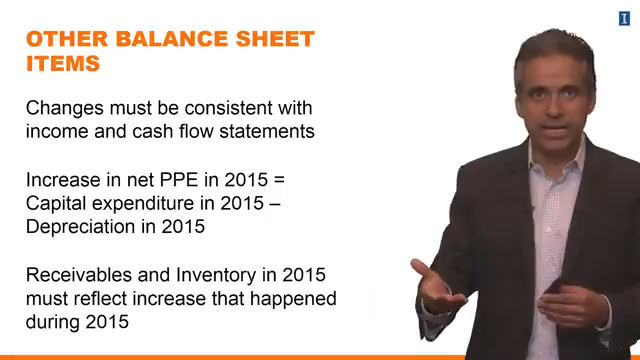 I
OTHER BALANCE SHEET
ITEMS
Changes must be consistent with
income and cash flow statements
Increase in net PPE in 2015 =
Capital expenditure in 2015 –
Depreciation in 2015
Receivables and Inventory in 2015
must reflect increase that happened
during 2015